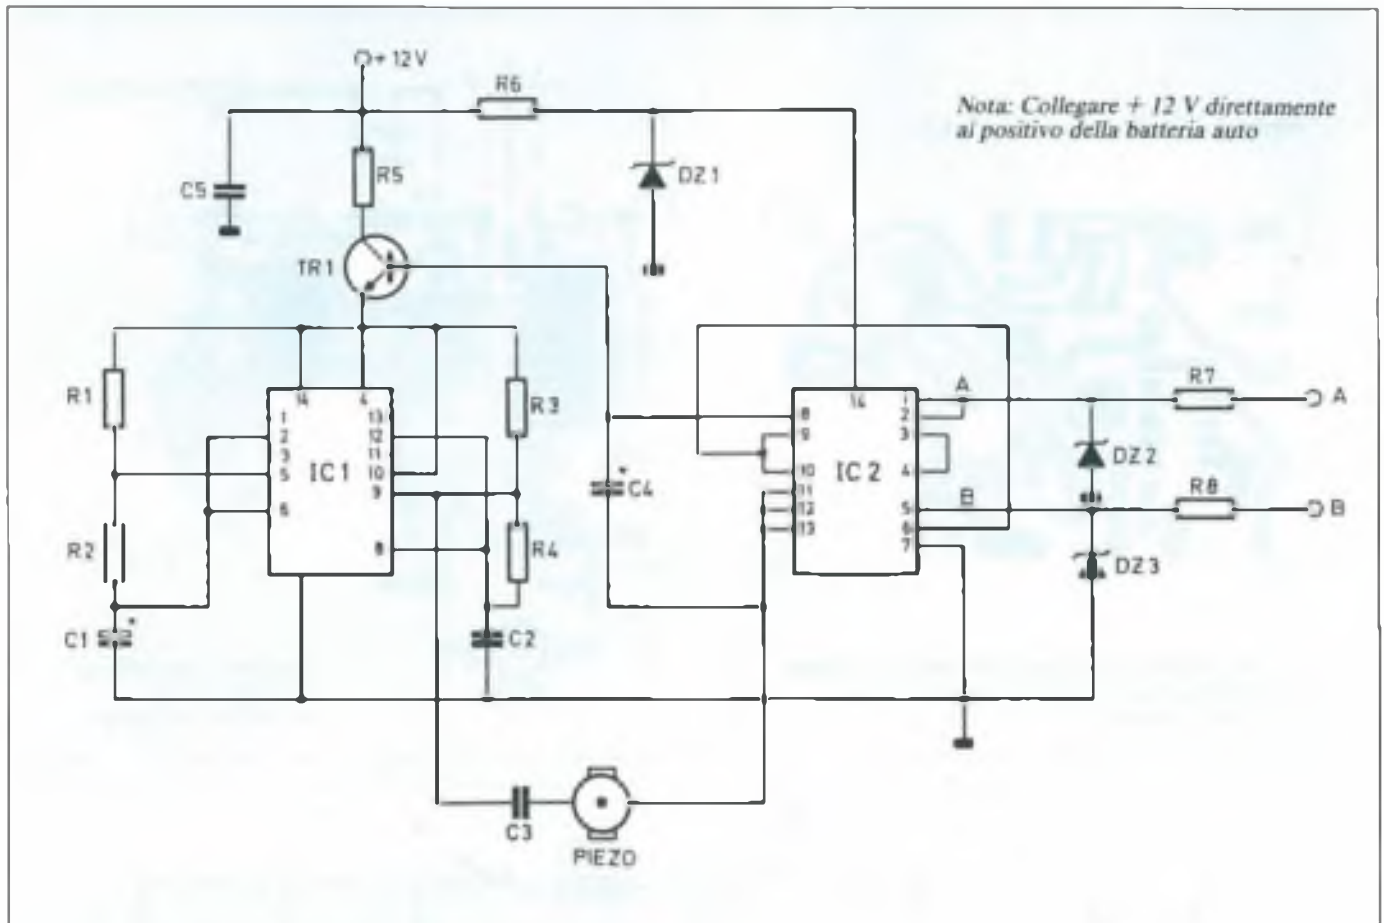 + 12 V
R6
Nota: Collegare + 12 V direttamente
al positivo della batteria auto
C5
R5
DZ1
TR1
R1
14
4
1
2
3
5
6
13
12
11
10
9
8
IC1
R3
R2
R4
C1
C2
C4
14
8
9
10
11
12
13
1
2
3
4
5
6
7
IC2
A
B
R7
A
DZ2
R8
B
DZ3
C3
PIEZO